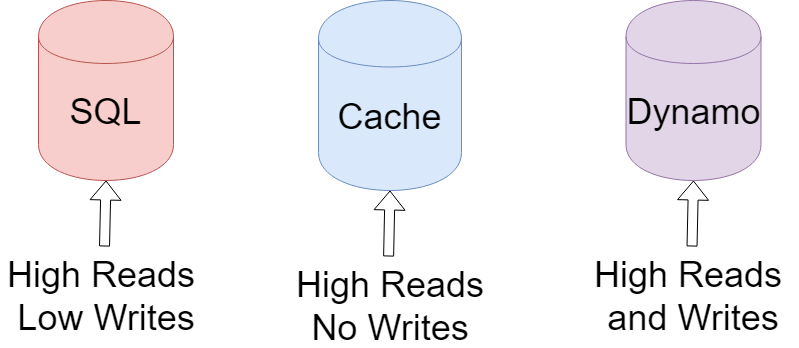 SQL
Cache
Dynamo
High Reads
Low Writes
High Reads
No Writes
High Reads
and Writes